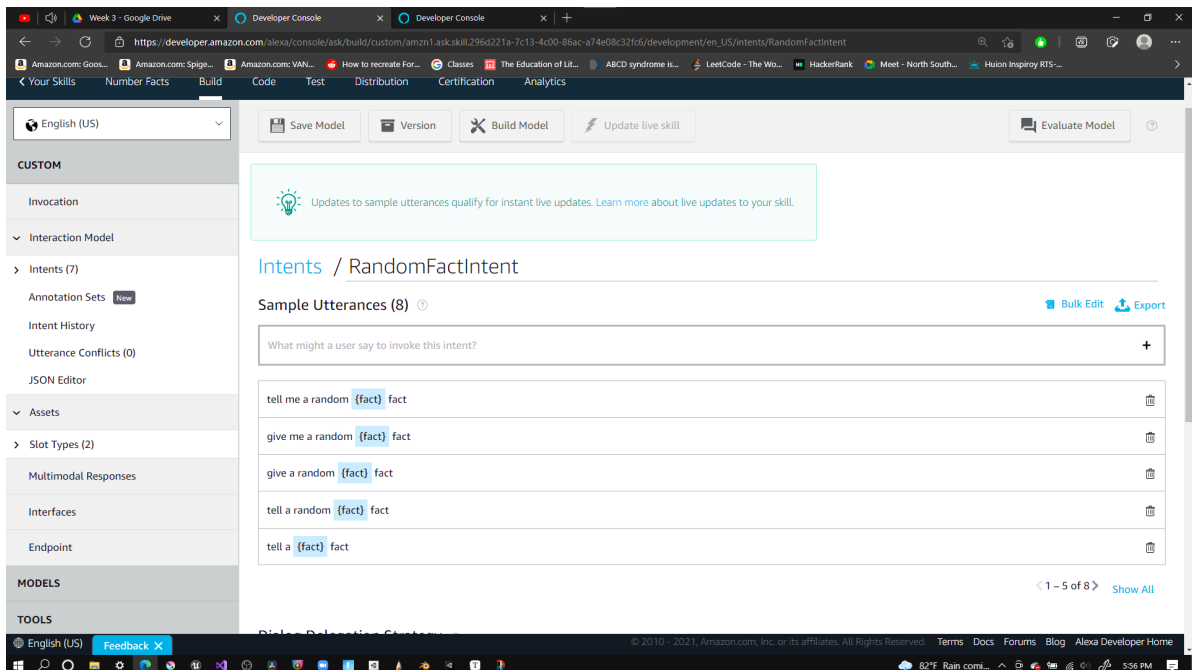 Week 3 - Google Drive
Developer Console
Developer Console
https://developer.amazon.com/alexa/console/ask/build/custom/amzn1.ask.skill.296d221a-7c13-4c00-86ac-a74e08c32fc6/development/en_US/intents/RandomFactIntent
Amazon.com: Goos... Amazon.com: Spige... Amazon.com: VAN... How to recreate For... Classes The Education of Lit... ABCD syndrome is... LeetCode - The Wo... HackerRank Meet - North South... Huion Inspiroy RTS-...
Your Skills Number Facts Build Code Test Distribution Certification Analytics
English (US)
Save Model Version Build Model Update live skill Evaluate Model
CUSTOM
Invocation
Interaction Model
Intents (7)
Annotation Sets New
Intent History
Utterance Conflicts (0)
JSON Editor
Assets
Slot Types (2)
Multimodal Responses
Interfaces
Endpoint
MODELS
TOOLS
Updates to sample utterances qualify for instant live updates. Learn more about live updates to your skill.
Intents / RandomFactIntent
Sample Utterances (8)
Bulk Edit Export
What might a user say to invoke this intent?
tell me a random {fact} fact
give me a random {fact} fact
give a random {fact} fact
tell a random {fact} fact
tell a {fact} fact
1 – 5 of 8 Show All
Dialog Delegation Strategy
English (US) Feedback X © 2010 - 2021, Amazon.com, Inc. or its affiliates. All Rights Reserved. Terms Docs Forums Blog Alexa Developer Home
82°F Rain comi... 5:56 PM